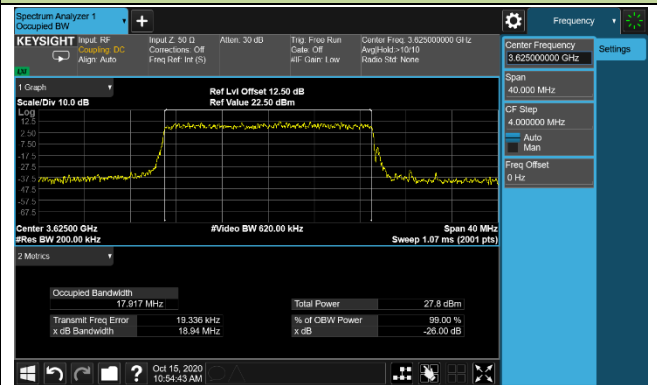 Spectrum Analyzer 1
Occupied BW
+
Frequency
KEYSIGHT
Input: RF
Coupling: DC
Align: Auto
Input Z: 50 Ω
Corrections: Off
Freq Ref: Int (S)
Atten: 30 dB
Trig: Free Run
Gate: Off
#IF Gain: Low
Center Freq: 3.625000000 GHz
Avg|Hold:>10/10
Radio Std: None
LXI
Center Frequency
3.625000000 GHz
Settings
Span
40.000 MHz
CF Step
4.000000 MHz
Auto
Man
Freq Offset
0 Hz
1 Graph
Scale/Div 10.0 dB
Ref Lvl Offset 12.50 dB
Ref Value 22.50 dBm
Log
12.5
2.50
-7.50
-17.5
-27.5
-37.5
-47.5
-57.5
-67.5
Center 3.62500 GHz
#Video BW 620.00 kHz
Span 40 MHz
#Res BW 200.00 kHz
Sweep 1.07 ms (2001 pts)
2 Metrics
Occupied Bandwidth
17.917 MHz
Total Power 27.8 dBm
Transmit Freq Error 19.336 kHz
% of OBW Power 99.00 %
x dB Bandwidth 18.94 MHz
x dB -26.00 dB
?
Oct 15, 2020
10:54:43 AM